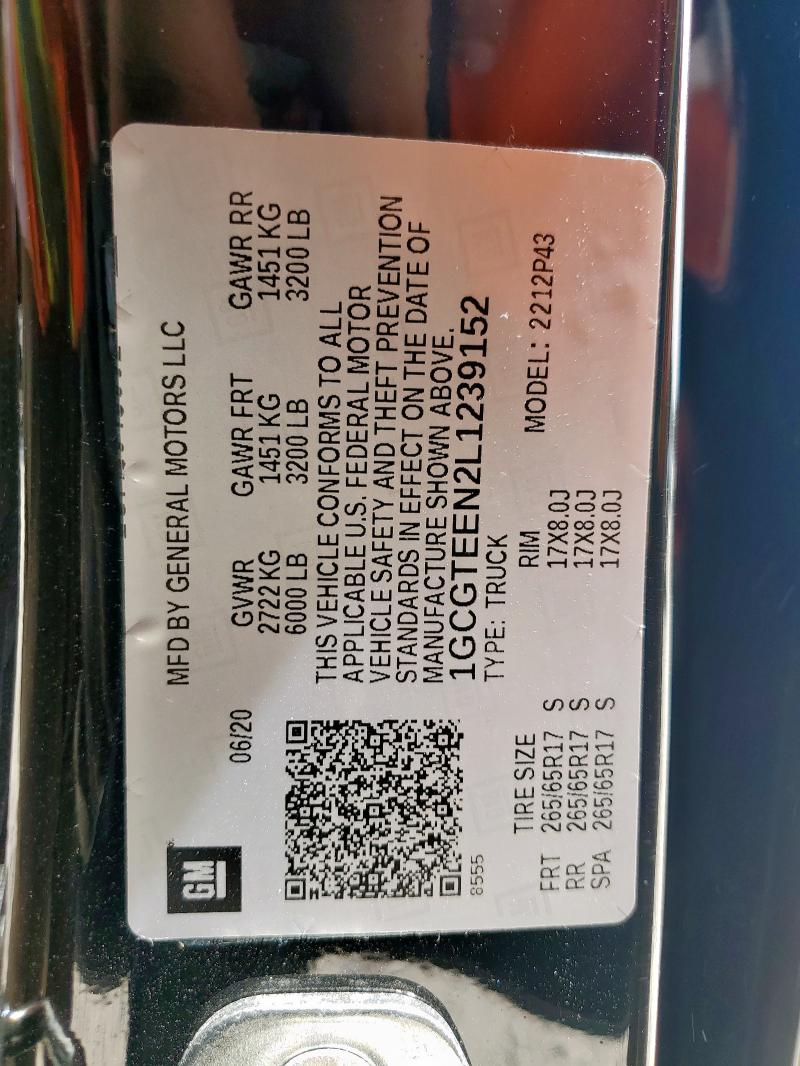 GM
MFD BY GENERAL MOTORS LLC
06/20
GVWR GAWR FRT GAWR RR
2722 KG 1451 KG 1451 KG
6000 LB 3200 LB 3200 LB
THIS VEHICLE CONFORMS TO ALL
APPLICABLE U.S. FEDERAL MOTOR
VEHICLE SAFETY AND THEFT PREVENTION
STANDARDS IN EFFECT ON THE DATE OF
MANUFACTURE SHOWN ABOVE.
1GCGTEEN2L1239152
8555
TYPE: TRUCK
MODEL: 2212P43
TIRE SIZE RIM
FRT 265/65R17 S 17X8.0J
RR 265/65R17 S 17X8.0J
SPA 265/65R17 S 17X8.0J